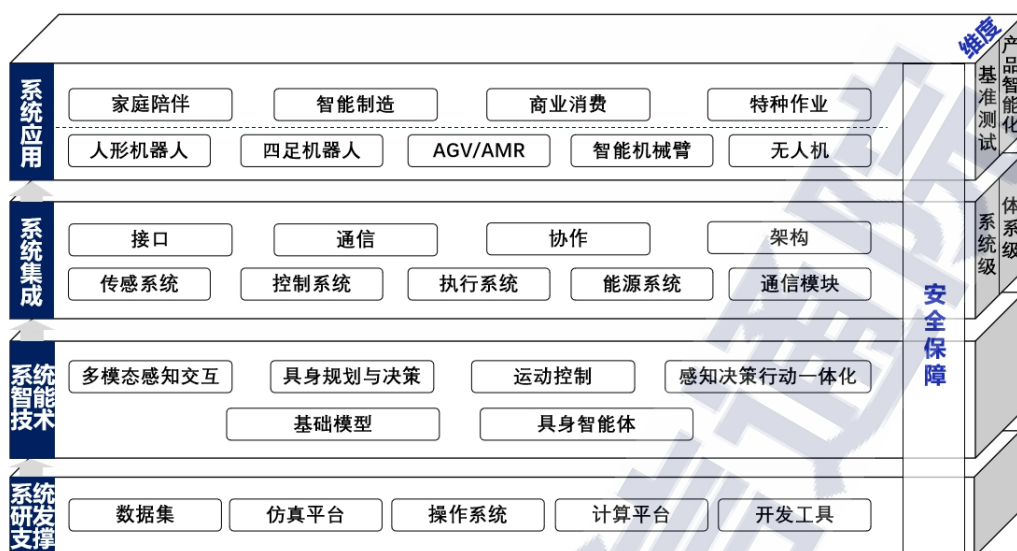 维度
系统应用
家庭陪伴
智能制造
商业消费
特种作业
人形机器人
四足机器人
AGV/AMR
智能机械臂
无人机
基准测试
产品智能化
系统集成
接口
通信
协作
架构
传感系统
控制系统
执行系统
能源系统
通信模块
系统级
体系级
安全保障
系统
智能
技术
多模态感知交互
具身规划与决策
运动控制
感知决策行动一体化
基础模型
具身智能体
系统
研发
支撑
数据集
仿真平台
操作系统
计算平台
开发工具
信通院